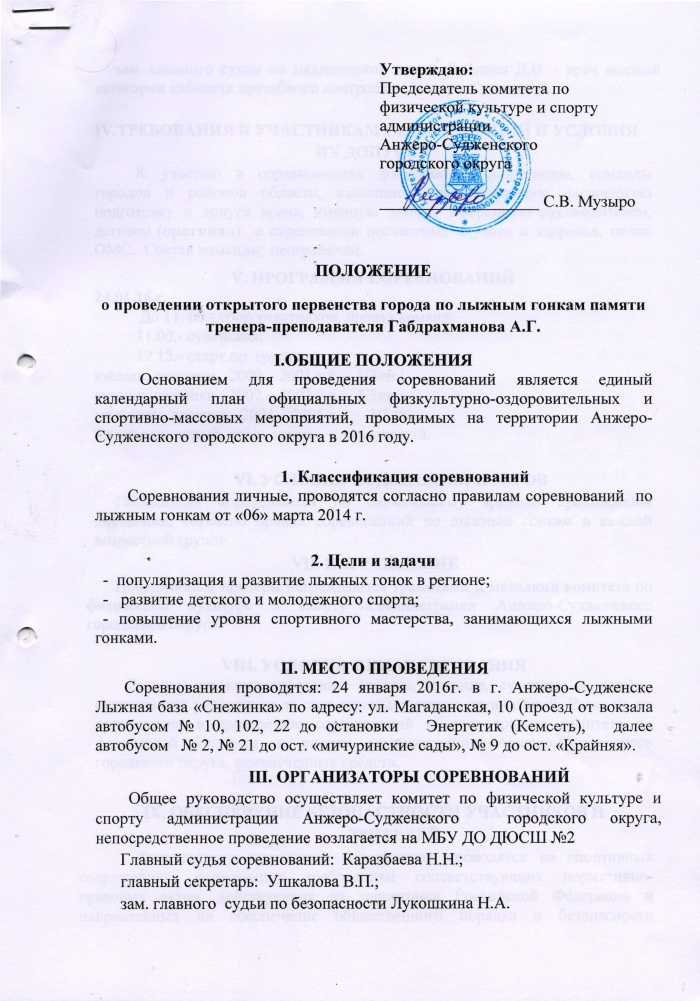 Утверждаю:
Председатель комитета по
физической культуре и спорту
администрации
Анжеро-Судженского
городского округа
С.В. Музыро
ПОЛОЖЕНИЕ
о проведении открытого первенства города по лыжным гонкам памяти
тренера-преподавателя Габдрахманова А.Г.
I.ОБЩИЕ ПОЛОЖЕНИЯ
Основанием для проведения соревнований является единый
календарный план официальных физкультурно-оздоровительных и
спортивно-массовых мероприятий, проводимых на территории Анжеро-
Судженского городского округа в 2016 году.
1. Классификация соревнований
Соревнования личные, проводятся согласно правилам соревнований по
лыжным гонкам от «06» марта 2014 г.
2. Цели и задачи
- популяризация и развитие лыжных гонок в регионе;
- развитие детского и молодежного спорта;
- повышение уровня спортивного мастерства, занимающихся лыжными
гонками.
II. МЕСТО ПРОВЕДЕНИЯ
Соревнования проводятся: 24 января 2016г. в г. Анжеро-Судженске
Лыжная база «Снежинка» по адресу: ул. Магаданская, 10 (проезд от вокзала
автобусом № 10, 102, 22 до остановки Энергетик (Кемсеть), далее
автобусом № 2, № 21 до ост. «мичуринские сады», № 9 до ост. «Крайняя».
III. ОРГАНИЗАТОРЫ СОРЕВНОВАНИЙ
Общее руководство осуществляет комитет по физической культуре и
спорту администрации Анжеро-Судженского городского округа,
непосредственное проведение возлагается на МБУ ДО ДЮСШ №2
Главный судья соревнований: Каразбаева Н.Н.;
главный секретарь: Ушкалова В.П.;
зам. главного судьи по безопасности Лукошкина Н.А.